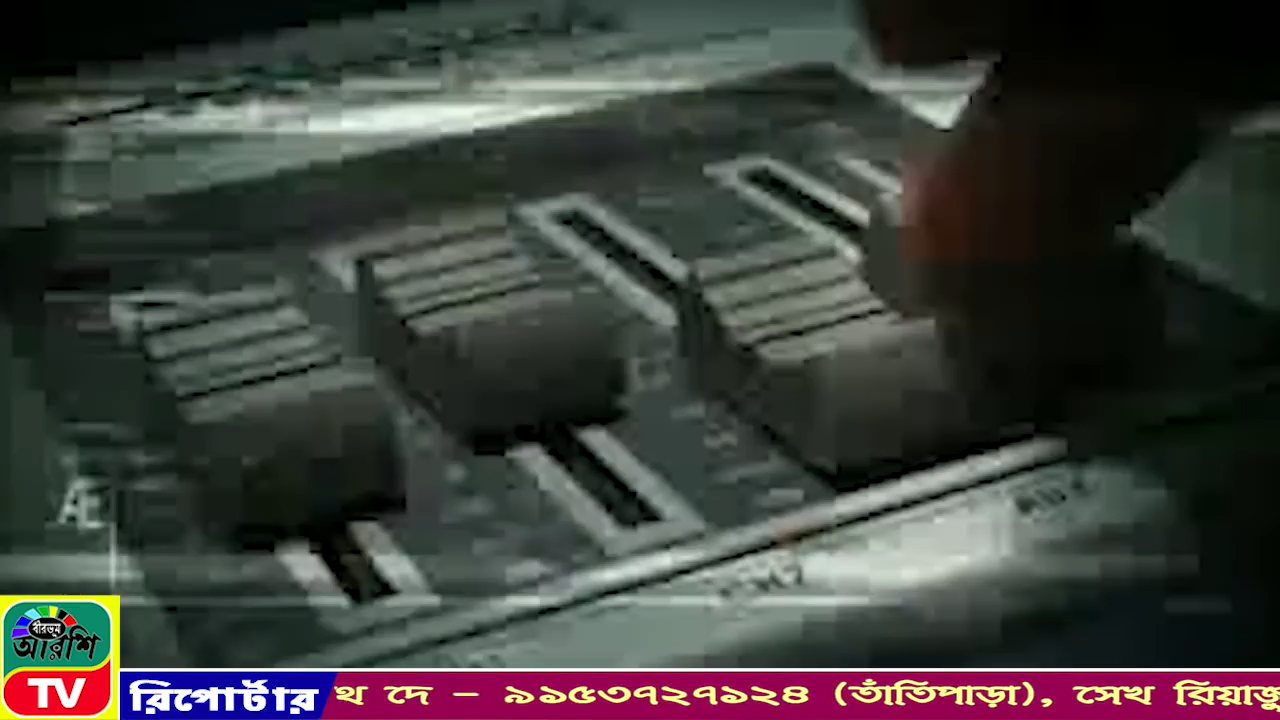 Æ
বীরভূম
আরশি
TV
রিপোর্টার
থ দে - ৯১৫৩৭২৭৯২৪ (তাঁতিপাড়া), সেখ রিয়াজু